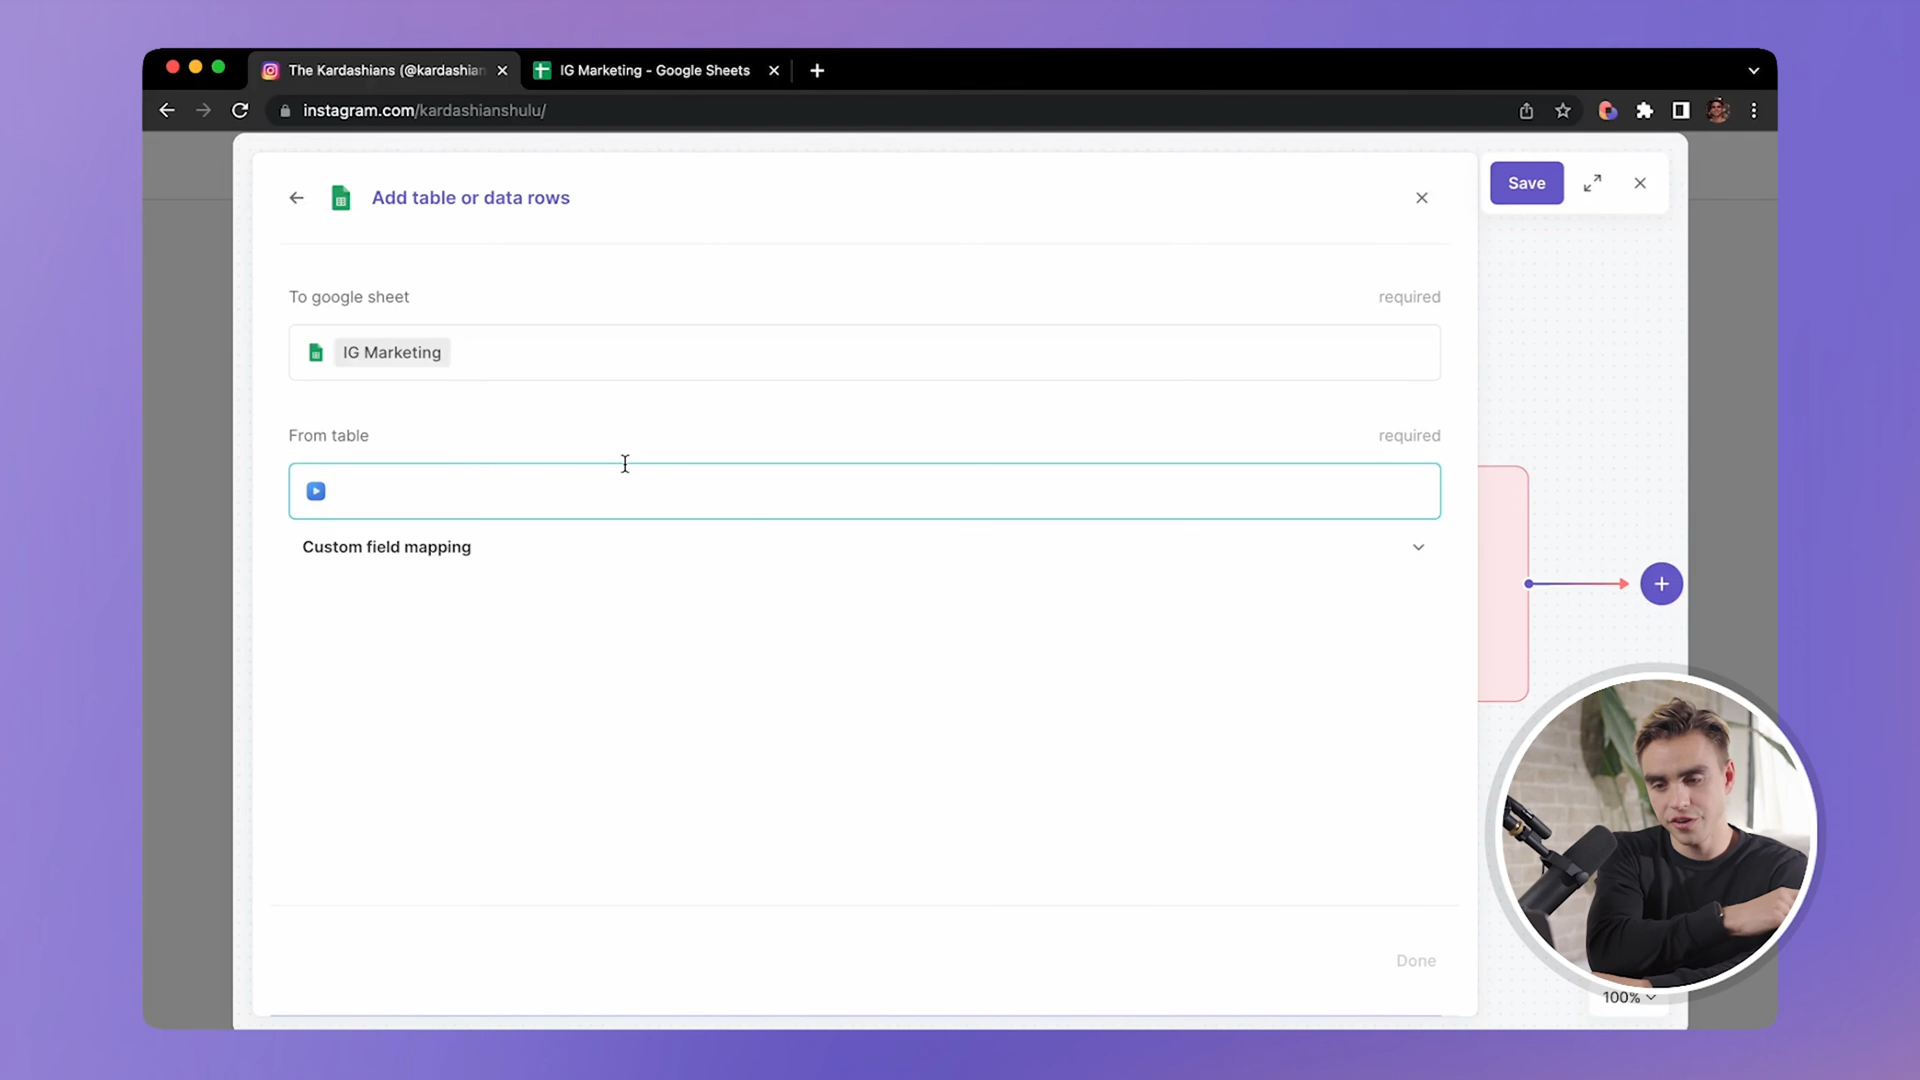 The Kardashians (@kardashian
IG Marketing - Google Sheets
instagram.com/kardashianshulu/
Add table or data rows
Save
To google sheet
required
IG Marketing
From table
required
Custom field mapping
Done
100%